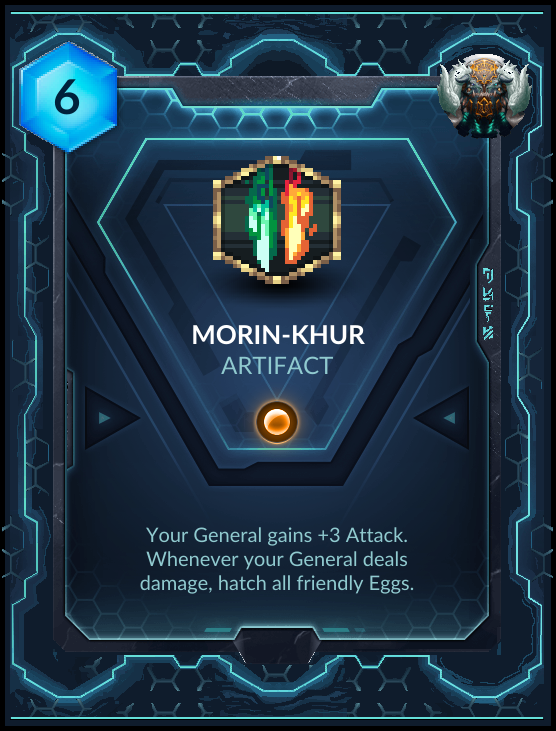 6
MORIN-KHUR
ARTIFACT
Your General gains +3 Attack.
Whenever your General deals
damage, hatch all friendly Eggs.